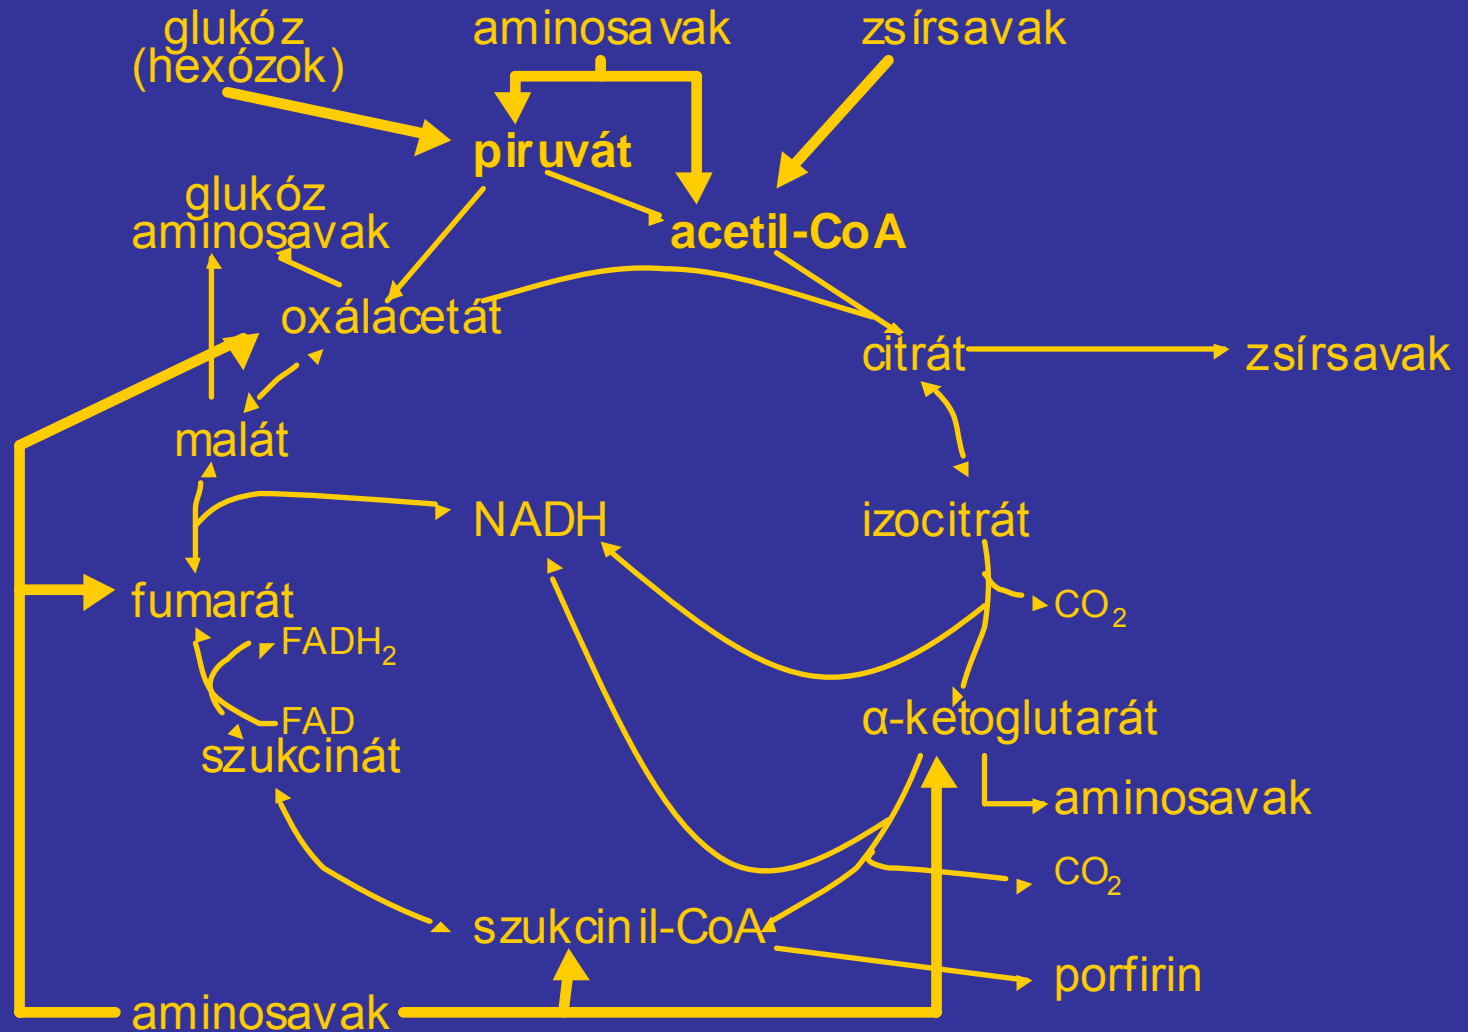 glukóz
(hexózok)
aminosavak
zsírsavak
piruvát
glukóz
aminosavak
acetil-CoA
oxálacetát
citrát
zsírsavak
malát
NADH
izocitrát
fumarát
CO₂
FADH₂
FAD
α-ketoglutarát
szukcinát
aminosavak
CO₂
szukcinil-CoA
porfirin
aminosavak